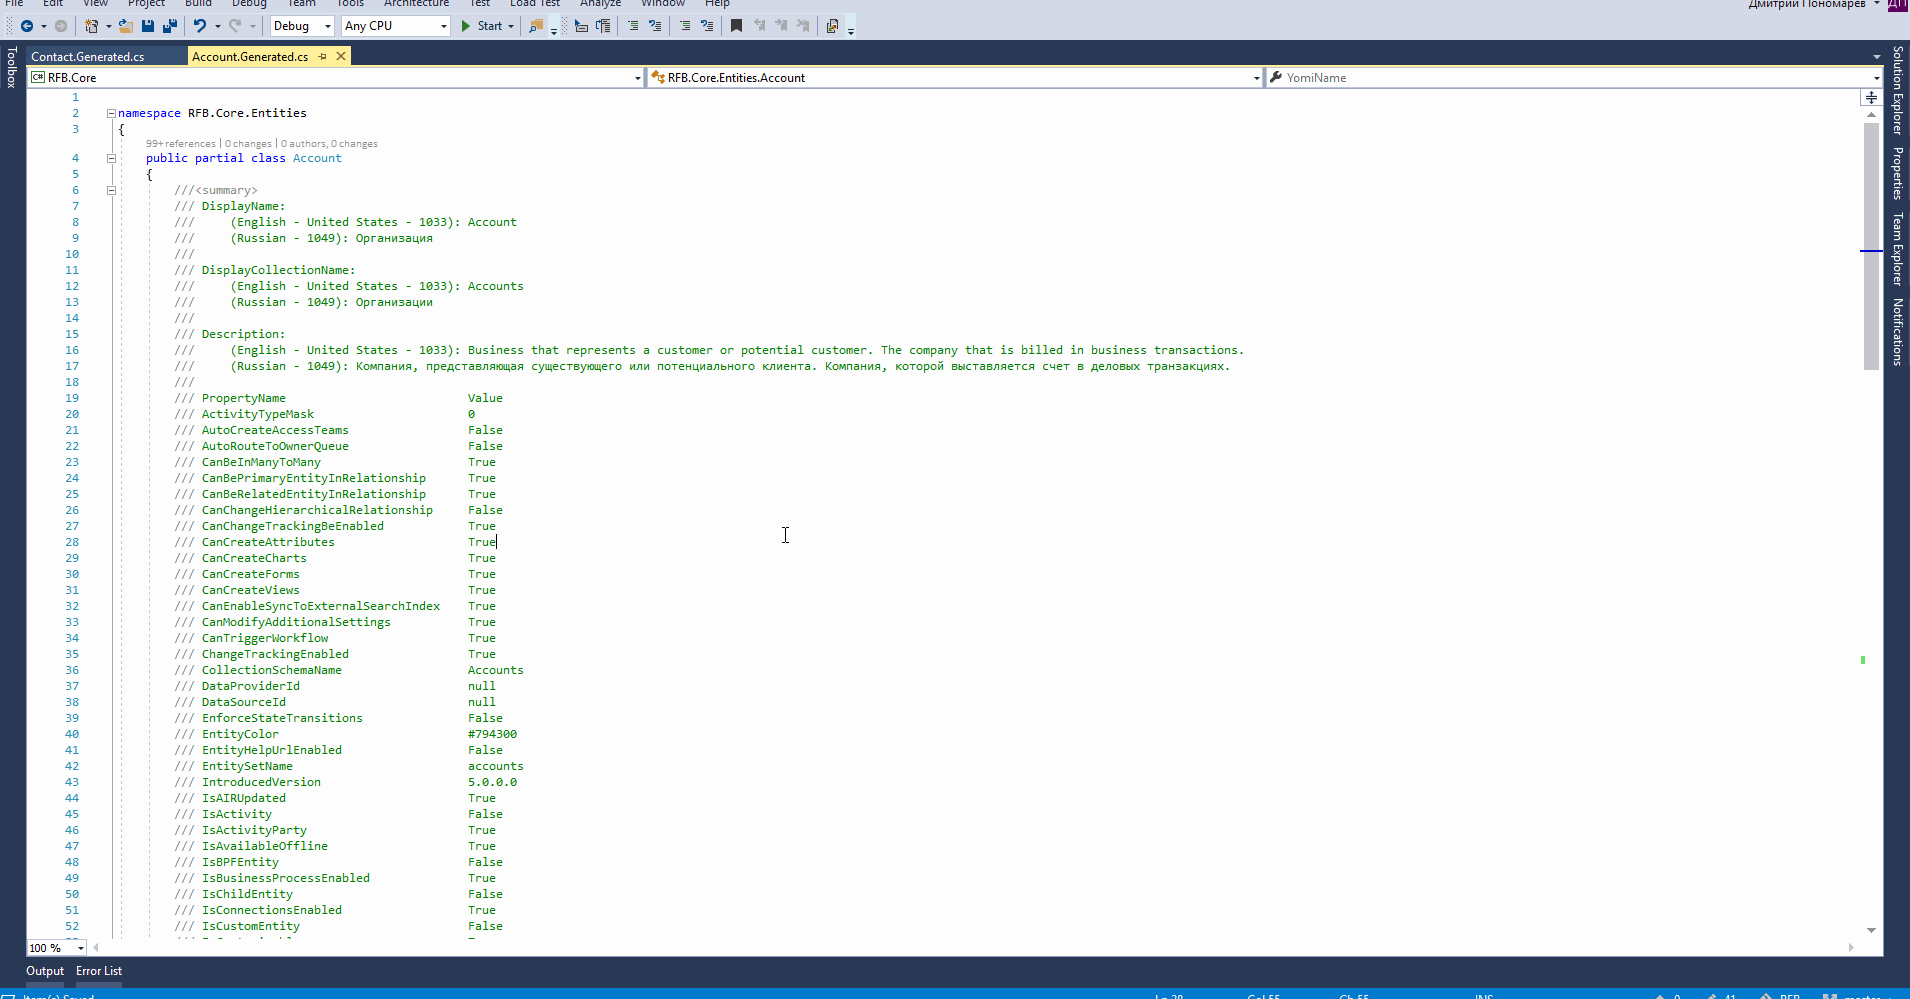 File Edit View Project Build Debug Team Tools Architecture Test Load Test Analyze Window Help Дмитрий Пономарев ДП
Debug Any CPU Start
Contact.Generated.cs Account.Generated.cs
RFB.Core RFB.Core.Entities.Account YomiName
Toolbox
1
2 namespace RFB.Core.Entities
3 {
99+ references | 0 changes | 0 authors, 0 changes
4 public partial class Account
5 {
6 ///<summary>
7 /// DisplayName:
8 /// (English - United States - 1033): Account
9 /// (Russian - 1049): Организация
10 ///
11 /// DisplayCollectionName:
12 /// (English - United States - 1033): Accounts
13 /// (Russian - 1049): Организации
14 ///
15 /// Description:
16 /// (English - United States - 1033): Business that represents a customer or potential customer. The company that is billed in business transactions.
17 /// (Russian - 1049): Компания, представляющая существующего или потенциального клиента. Компания, которой выставляется счет в деловых транзакциях.
18 ///
19 /// PropertyName Value
20 /// ActivityTypeMask 0
21 /// AutoCreateAccessTeams False
22 /// AutoRouteToOwnerQueue False
23 /// CanBeInManyToMany True
24 /// CanBePrimaryEntityInRelationship True
25 /// CanBeRelatedEntityInRelationship True
26 /// CanChangeHierarchicalRelationship False
27 /// CanChangeTrackingBeEnabled True
28 /// CanCreateAttributes True
29 /// CanCreateCharts True
30 /// CanCreateForms True
31 /// CanCreateViews True
32 /// CanEnableSyncToExternalSearchIndex True
33 /// CanModifyAdditionalSettings True
34 /// CanTriggerWorkflow True
35 /// ChangeTrackingEnabled True
36 /// CollectionSchemaName Accounts
37 /// DataProviderId null
38 /// DataSourceId null
39 /// EnforceStateTransitions False
40 /// EntityColor #794300
41 /// EntityHelpUrlEnabled False
42 /// EntitySetName accounts
43 /// IntroducedVersion 5.0.0.0
44 /// IsAIRUpdated True
45 /// IsActivity False
46 /// IsActivityParty True
47 /// IsAvailableOffline True
48 /// IsBPFEntity False
49 /// IsBusinessProcessEnabled True
50 /// IsChildEntity False
51 /// IsConnectionsEnabled True
52 /// IsCustomEntity False
100 %
Solution Explorer
Properties
Team Explorer
Notifications
Output Error List
Item(s) Saved Ln 28 Col 55 Ch 55 INS 0 41 RFB master